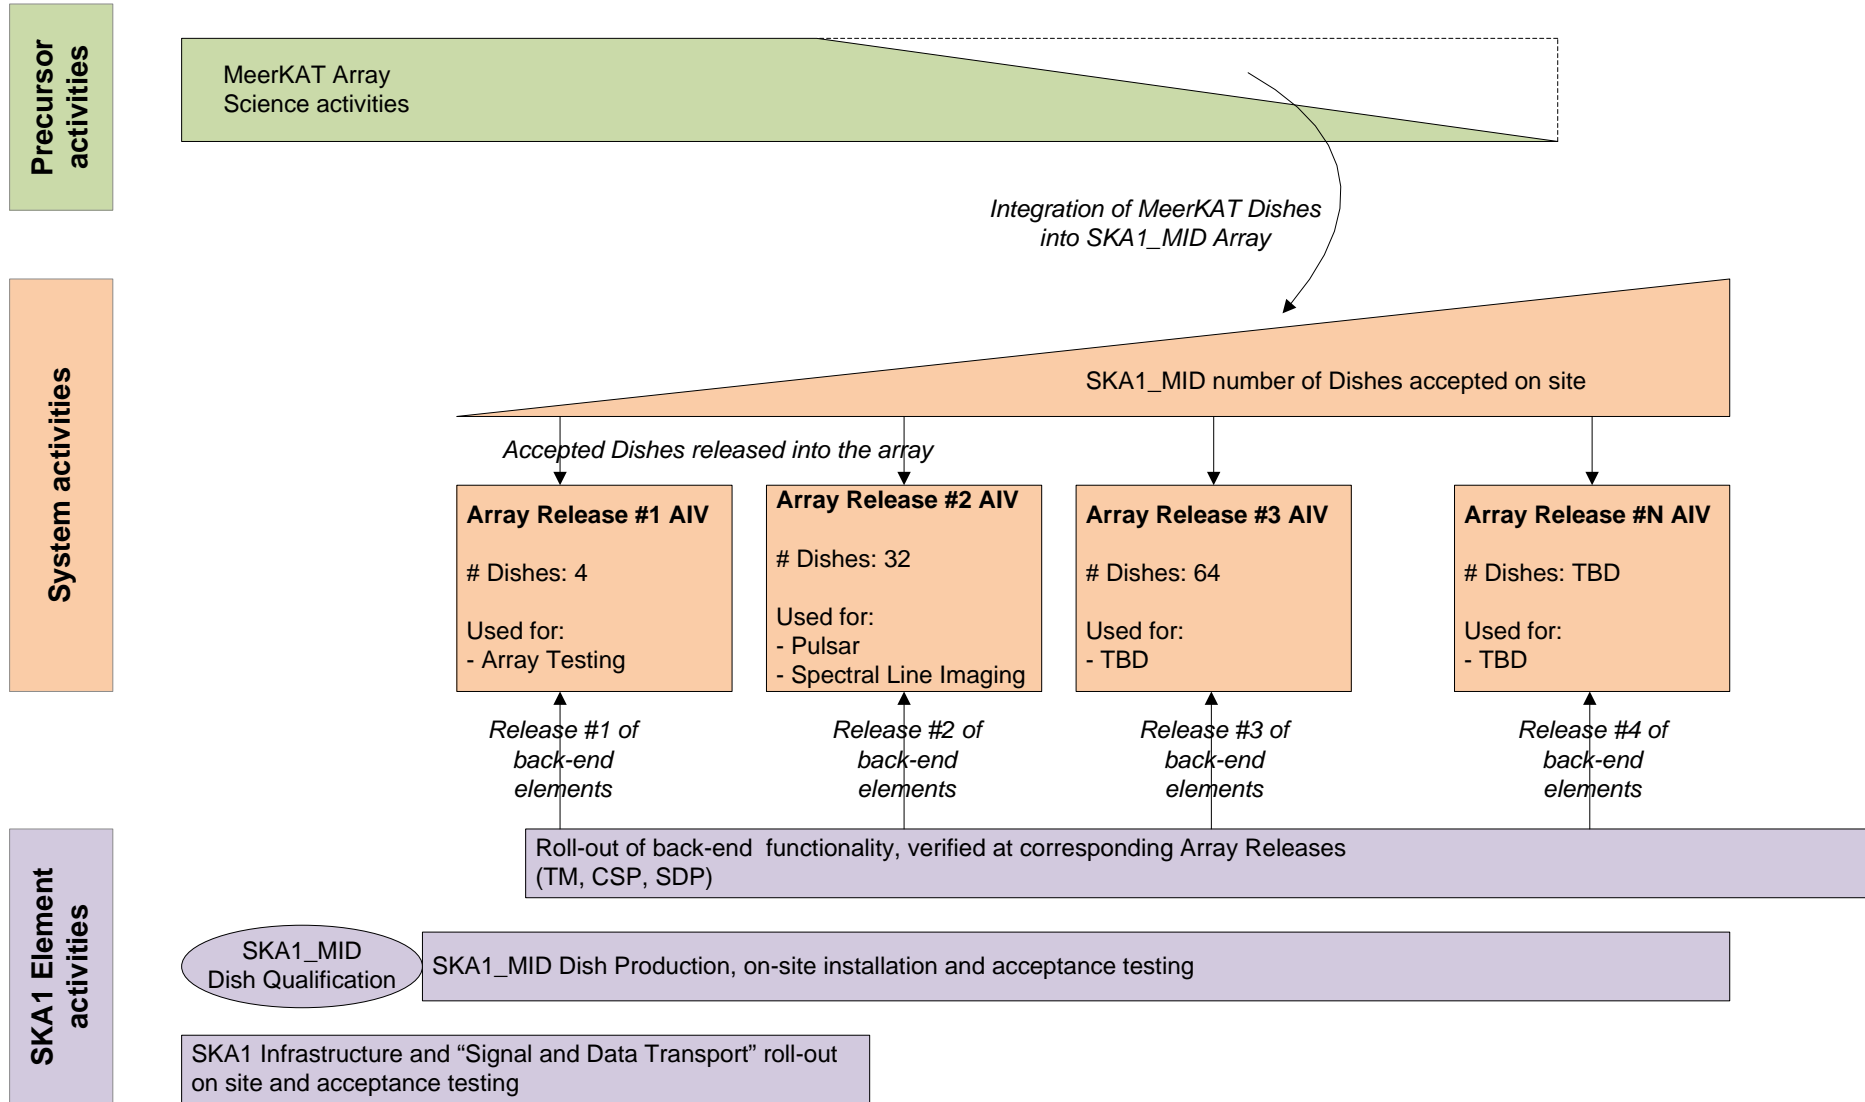 Precursor
activities
MeerKAT Array
Science activities
Integration of MeerKAT Dishes
into SKA1_MID Array
System activities
SKA1_MID number of Dishes accepted on site
Accepted Dishes released into the array
Array Release #1 AIV
# Dishes: 4
Used for:
- Array Testing
Array Release #2 AIV
# Dishes: 32
Used for:
- Pulsar
- Spectral Line Imaging
Array Release #3 AIV
# Dishes: 64
Used for:
- TBD
Array Release #N AIV
# Dishes: TBD
Used for:
- TBD
Release #1 of
back-end
elements
Release #2 of
back-end
elements
Release #3 of
back-end
elements
Release #4 of
back-end
elements
SKA1 Element
activities
Roll-out of back-end  functionality, verified at corresponding Array Releases
(TM, CSP, SDP)
SKA1_MID
Dish Qualification
SKA1_MID Dish Production, on-site installation and acceptance testing
SKA1 Infrastructure and “Signal and Data Transport” roll-out
on site and acceptance testing